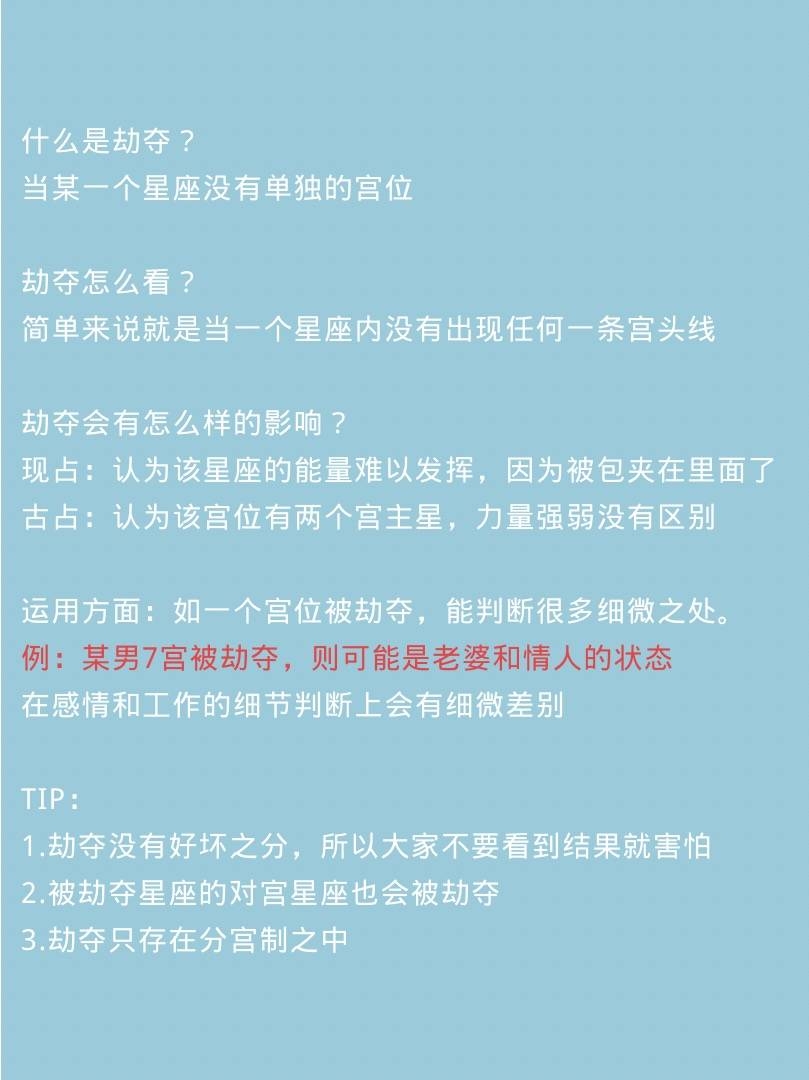 什么是劫夺？
当某一个星座没有单独的宫位
劫夺怎么看？
简单来说就是当一个星座内没有出现任何一条宫头线
劫夺会有怎么样的影响？
现占：认为该星座的能量难以发挥，因为被包夹在里面了
古占：认为该宫位有两个宫主星，力量强弱没有区别
运用方面：如一个宫位被劫夺，能判断很多细微之处。
例：某男7宫被劫夺，则可能是老婆和情人的状态
在感情和工作的细节判断上会有细微差别
TIP：
1.劫夺没有好坏之分，所以大家不要看到结果就害怕
2.被劫夺星座的对宫星座也会被劫夺
3.劫夺只存在分宫制之中